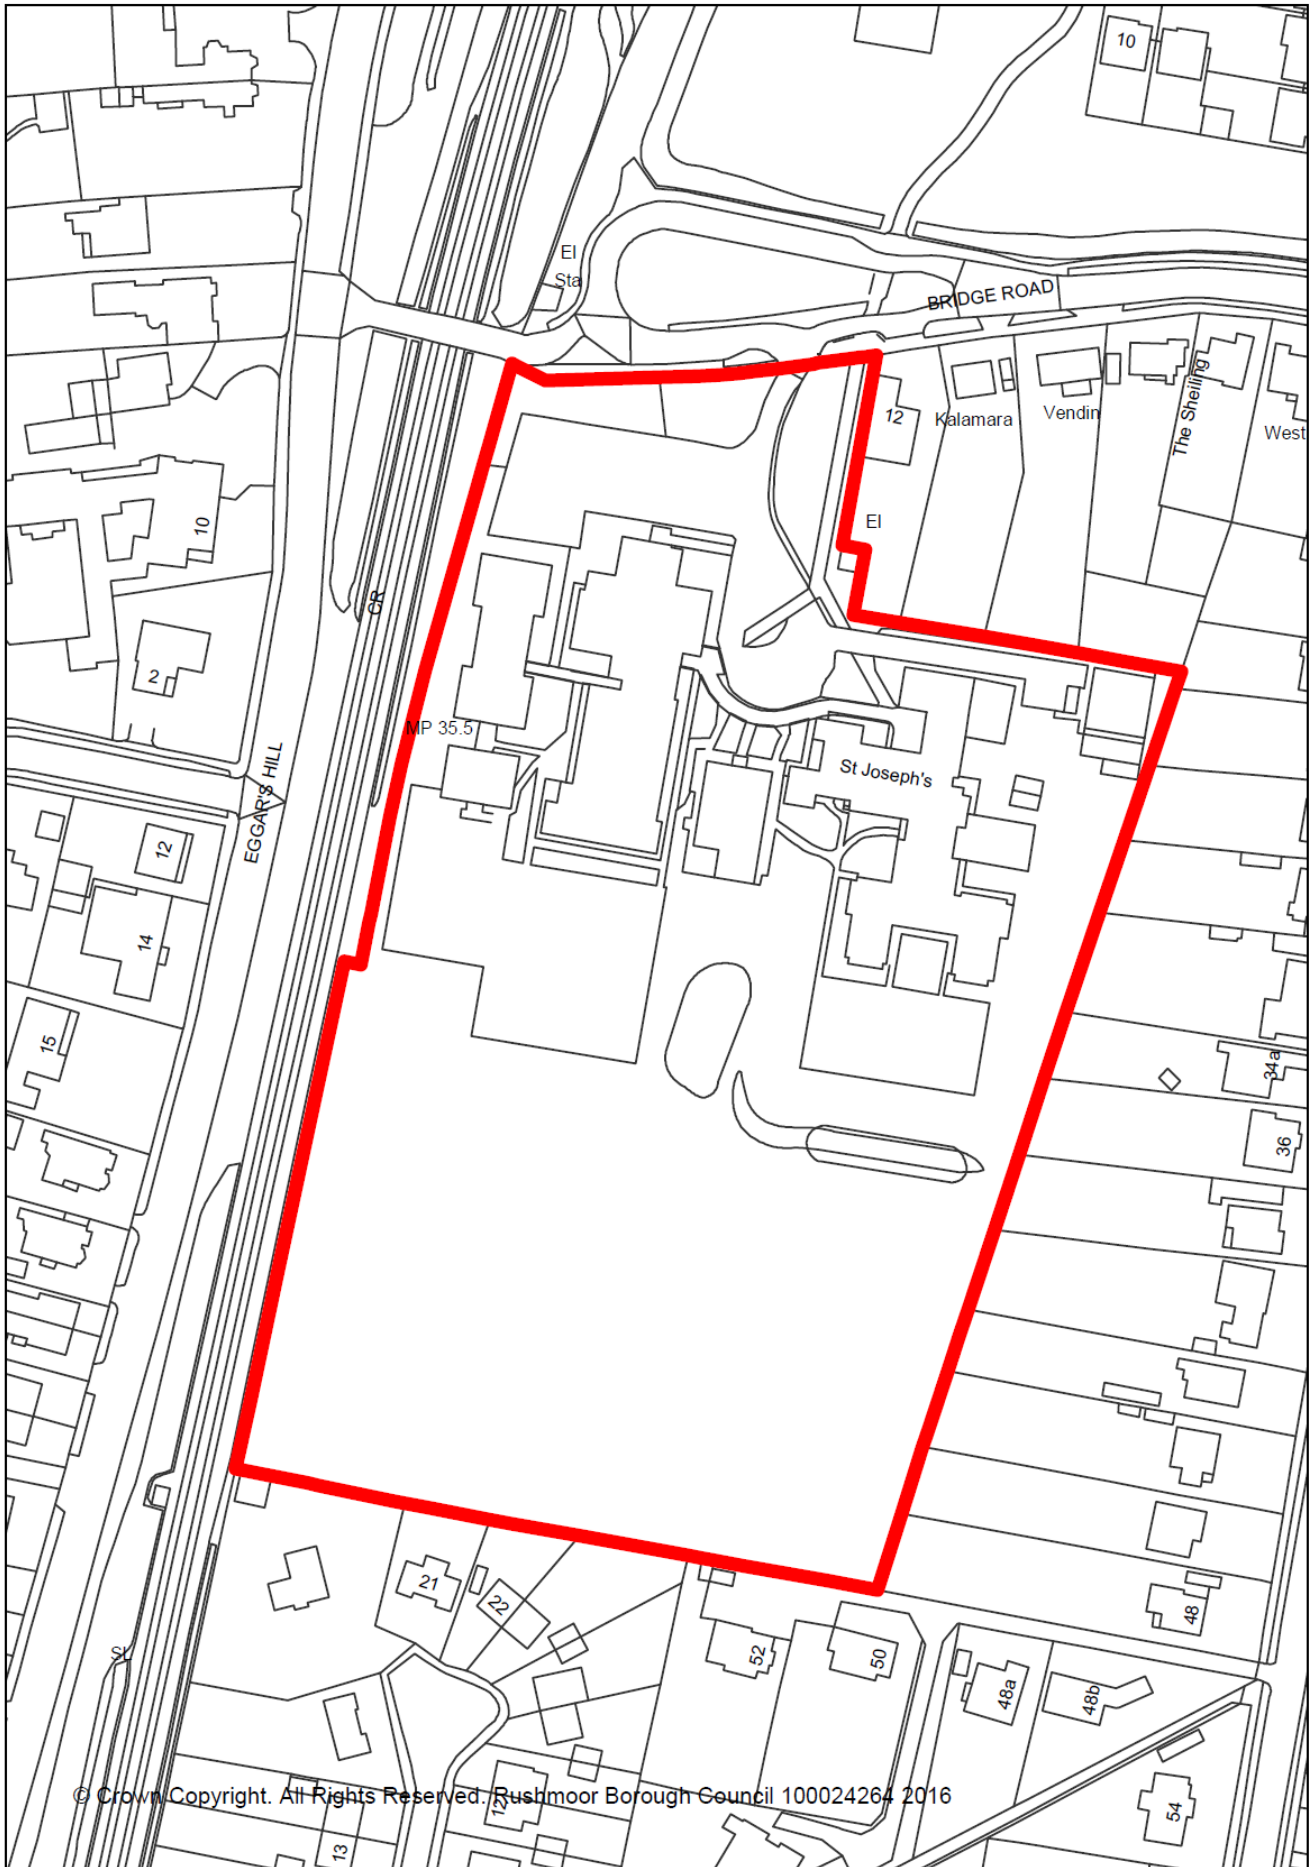 10
El
Sta
BRIDGE ROAD
12
Kalamara
Vendin
The Sheiling
West
10
El
CR
2
MP 35.5
St Joseph's
EGGAR'S HILL
12
14
15
34a
36
21
22
48
52
50
48a
48b
SL
© Crown Copyright. All Rights Reserved. Rushmoor Borough Council 100024264 2016
54
13